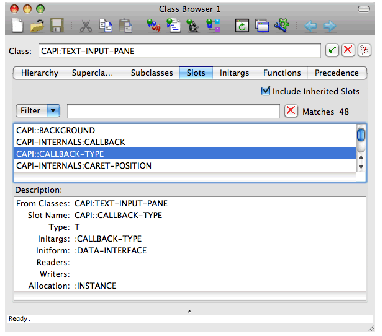 Class Browser 1
Class: CAPI:TEXT-INPUT-PANE
Hierarchy Supercla... Subclasses Slots Initargs Functions Precedence
Include Inherited Slots
Filter Matches 48
CAPI::BACKGROUND
CAPI-INTERNALS:CALLBACK
CAPI::CALLBACK-TYPE
CAPI-INTERNALS:CARET-POSITION
Description:
From Classes: CAPI:TEXT-INPUT-PANE
Slot Name: CAPI::CALLBACK-TYPE
Type: T
Initargs: :CALLBACK-TYPE
Initform: :DATA-INTERFACE
Readers:
Writers:
Allocation: :INSTANCE
Ready.